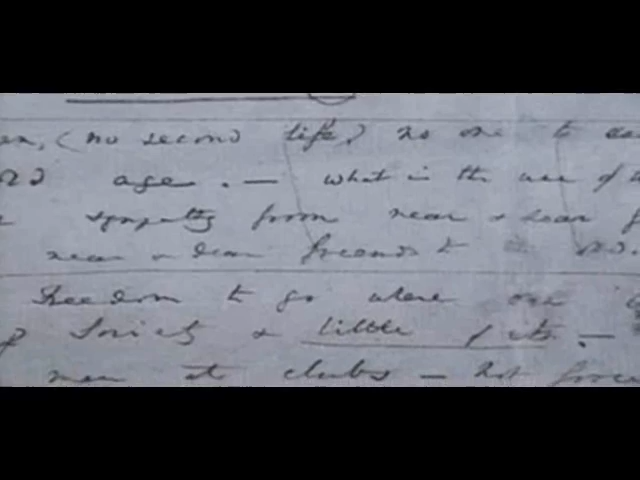 (no second life) no one to
age. — What is the use of
sympathy from near & dear
near & dear friends to
Freedom to go where one
of Society & little of it. —
men at clubs — Not